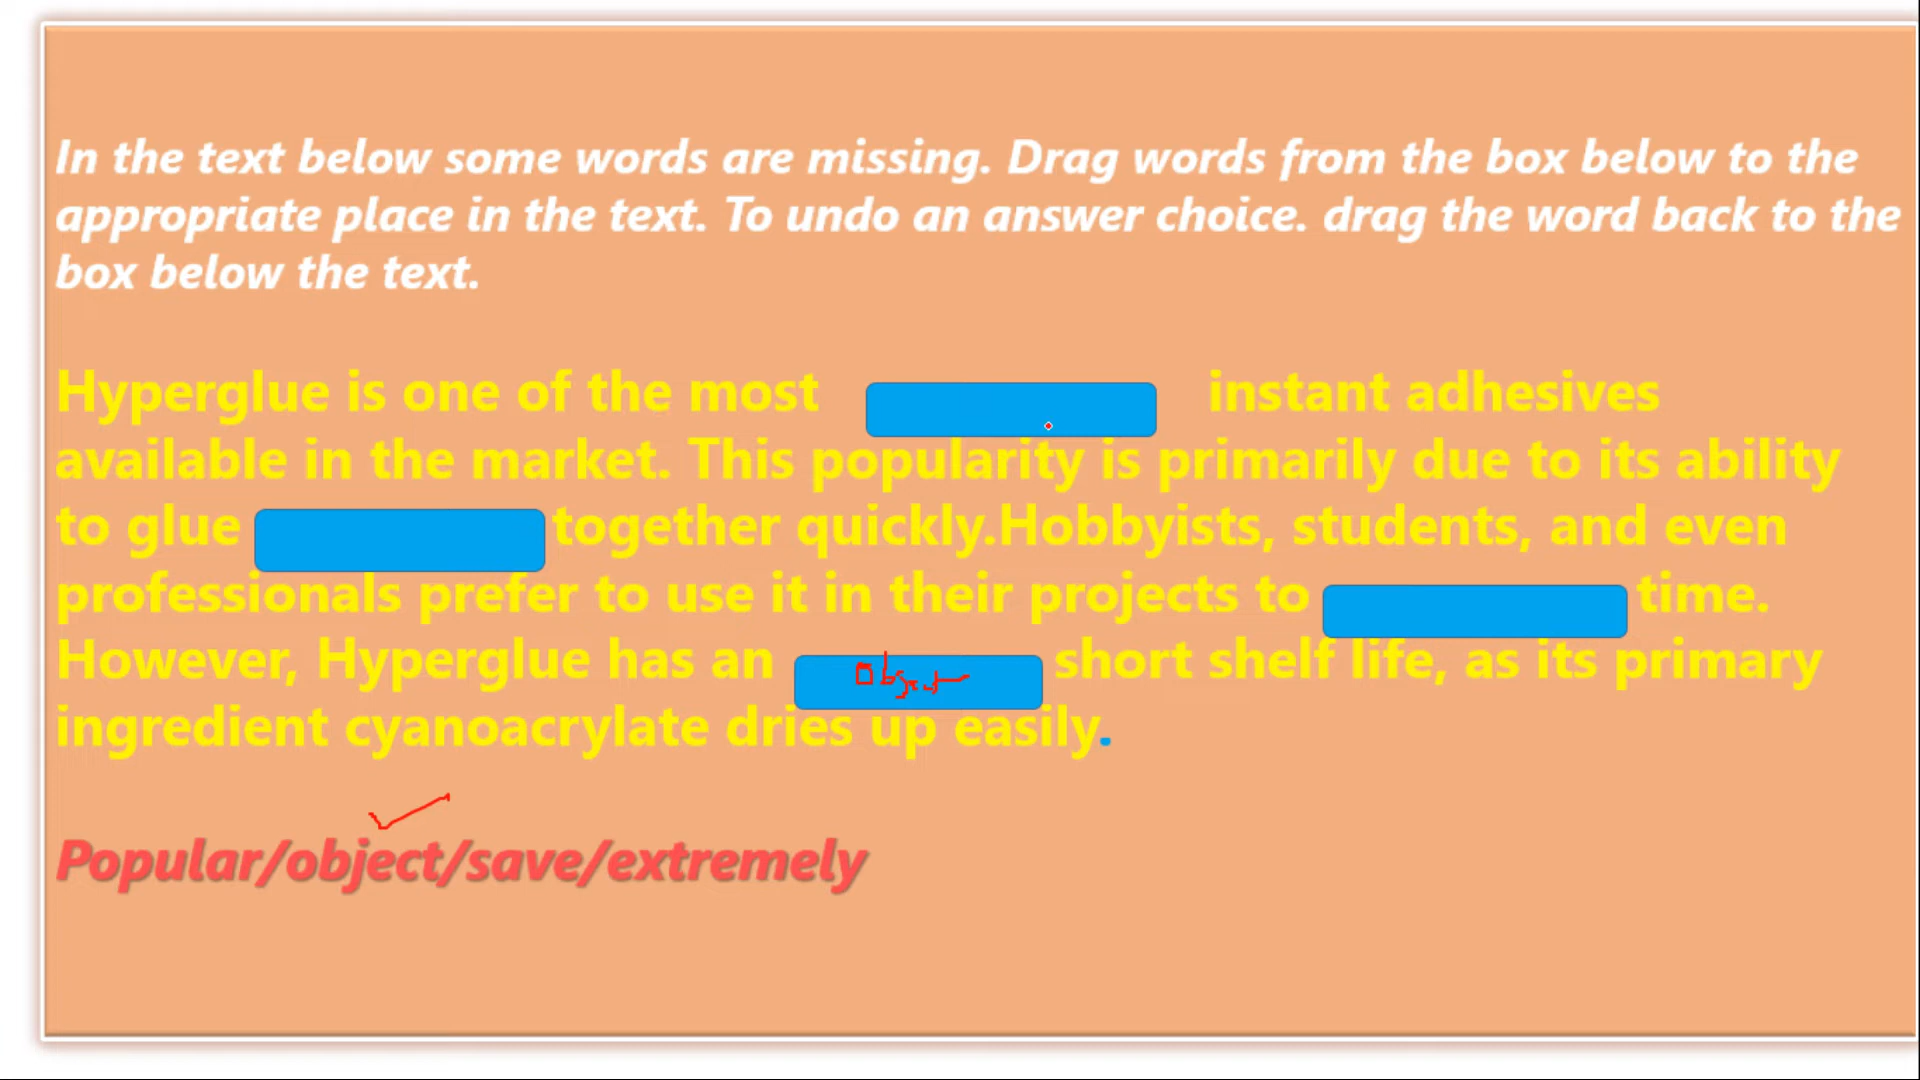 In the text below some words are missing. Drag words from the box below to the
appropriate place in the text. To undo an answer choice. drag the word back to the
box below the text.
Hyperglue is one of the most instant adhesives
available in the market. This popularity is primarily due to its ability
to glue together quickly.Hobbyists, students, and even
professionals prefer to use it in their projects to time.
However, Hyperglue has an short shelf life, as its primary
ingredient cyanoacrylate dries up easily.
Popular/object/save/extremely